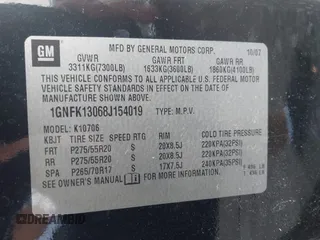 GM
MFD BY GENERAL MOTORS CORP. 10/07
GVWR GAWR FRT GAWR RR
3311KG(7300LB) 1633KG(3600LB) 1860KG(4100LB)
THIS VEHICLE CONFORMS TO ALL APPLICABLE U.S. FEDERAL
MOTOR VEHICLE SAFETY STANDARDS IN EFFECT ON
THE DATE OF MANUFACTURE SHOWN ABOVE.
1GNFK13068J154019 TYPE: M.P.V.
MODEL: K10706
KBJT TIRE SIZE SPEED RTG RIM COLD TIRE PRESSURE
FRT P275/55R20 S 20X8.5J 220KPA(32PSI)
RR P275/55R20 S 20X8.5J 220KPA(32PSI)
SPA P265/70R17 S 17X7.5J 240KPA(35PSI)
SEE OWNER'S MANUAL FOR ADDITIONAL INFORMATION.
DREAMBID